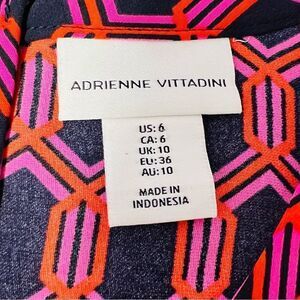 ADRIENNE VITTADINI
US: 6
CA: 6
UK: 10
EU: 36
AU: 10
MADE IN
INDONESIA